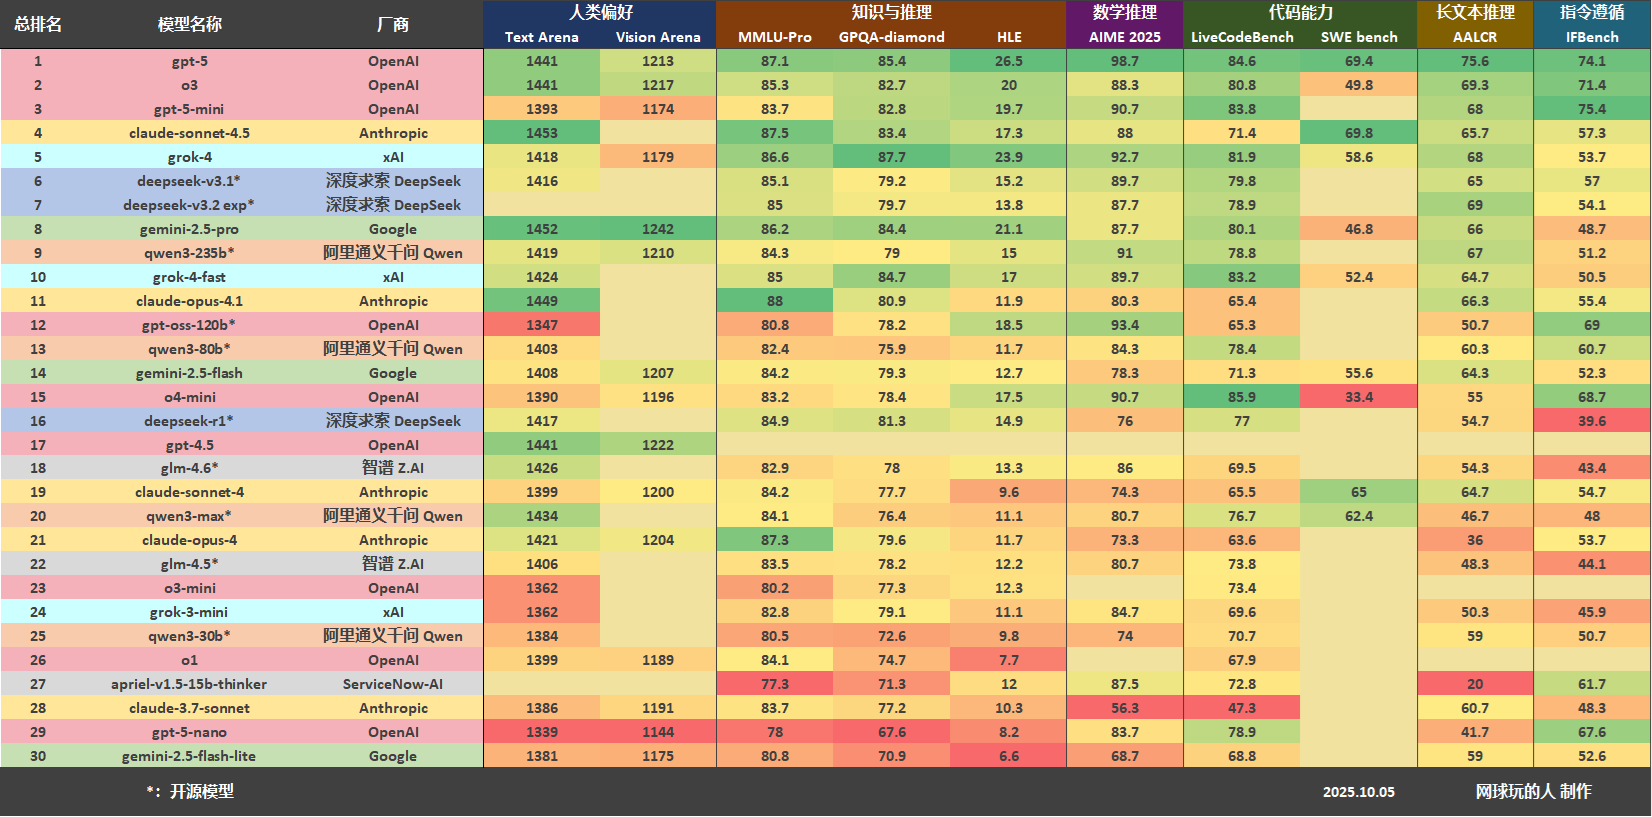 总排名 模型名称 厂商 人类偏好 知识与推理 数学推理 代码能力 长文本推理 指令遵循
Text Arena Vision Arena MMLU-Pro GPQA-diamond HLE AIME 2025 LiveCodeBench SWE bench AALCR IFBench
1 gpt-5 OpenAI 1441 1213 87.1 85.4 26.5 98.7 84.6 69.4 75.6 74.1
2 o3 OpenAI 1441 1217 85.3 82.7 20 88.3 80.8 49.8 69.3 71.4
3 gpt-5-mini OpenAI 1393 1174 83.7 82.8 19.7 90.7 83.8 68 75.4
4 claude-sonnet-4.5 Anthropic 1453 87.5 83.4 17.3 88 71.4 69.8 65.7 57.3
5 grok-4 xAI 1418 1179 86.6 87.7 23.9 92.7 81.9 58.6 68 53.7
6 deepseek-v3.1* 深度求索 DeepSeek 1416 85.1 79.2 15.2 89.7 79.8 65 57
7 deepseek-v3.2 exp* 深度求索 DeepSeek 85 79.7 13.8 87.7 78.9 69 54.1
8 gemini-2.5-pro Google 1452 1242 86.2 84.4 21.1 87.7 80.1 46.8 66 48.7
9 qwen3-235b* 阿里通义千问 Qwen 1419 1210 84.3 79 15 91 78.8 67 51.2
10 grok-4-fast xAI 1424 85 84.7 17 89.7 83.2 52.4 64.7 50.5
11 claude-opus-4.1 Anthropic 1449 88 80.9 11.9 80.3 65.4 66.3 55.4
12 gpt-oss-120b* OpenAI 1347 80.8 78.2 18.5 93.4 65.3 50.7 69
13 qwen3-80b* 阿里通义千问 Qwen 1403 82.4 75.9 11.7 84.3 78.4 60.3 60.7
14 gemini-2.5-flash Google 1408 1207 84.2 79.3 12.7 78.3 71.3 55.6 64.3 52.3
15 o4-mini OpenAI 1390 1196 83.2 78.4 17.5 90.7 85.9 33.4 55 68.7
16 deepseek-r1* 深度求索 DeepSeek 1417 84.9 81.3 14.9 76 77 54.7 39.6
17 gpt-4.5 OpenAI 1441 1222
18 glm-4.6* 智谱 Z.AI 1426 82.9 78 13.3 86 69.5 54.3 43.4
19 claude-sonnet-4 Anthropic 1399 1200 84.2 77.7 9.6 74.3 65.5 65 64.7 54.7
20 qwen3-max* 阿里通义千问 Qwen 1434 84.1 76.4 11.1 80.7 76.7 62.4 46.7 48
21 claude-opus-4 Anthropic 1421 1204 87.3 79.6 11.7 73.3 63.6 36 53.7
22 glm-4.5* 智谱 Z.AI 1406 83.5 78.2 12.2 80.7 73.8 48.3 44.1
23 o3-mini OpenAI 1362 80.2 77.3 12.3 73.4
24 grok-3-mini xAI 1362 82.8 79.1 11.1 84.7 69.6 50.3 45.9
25 qwen3-30b* 阿里通义千问 Qwen 1384 80.5 72.6 9.8 74 70.7 59 50.7
26 o1 OpenAI 1399 1189 84.1 74.7 7.7 67.9
27 apriel-v1.5-15b-thinker ServiceNow-AI 77.3 71.3 12 87.5 72.8 20 61.7
28 claude-3.7-sonnet Anthropic 1386 1191 83.7 77.2 10.3 56.3 47.3 60.7 48.3
29 gpt-5-nano OpenAI 1339 1144 78 67.6 8.2 83.7 78.9 41.7 67.6
30 gemini-2.5-flash-lite Google 1381 1175 80.8 70.9 6.6 68.7 68.8 59 52.6
*：开源模型 2025.10.05 网球玩的人 制作